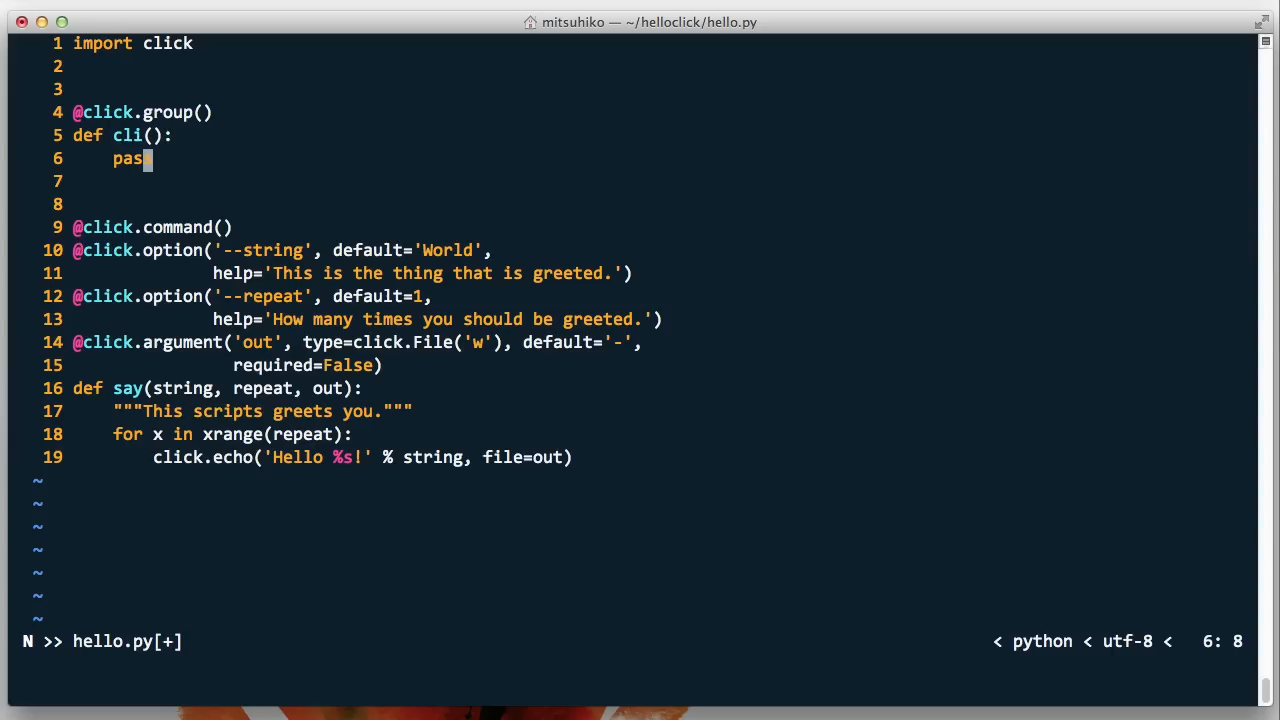 mitsuhiko — ~/helloclick/hello.py
1 import click
2
3
4 @click.group()
5 def cli():
6     pass
7
8
9 @click.command()
10 @click.option('--string', default='World',
11               help='This is the thing that is greeted.')
12 @click.option('--repeat', default=1,
13               help='How many times you should be greeted.')
14 @click.argument('out', type=click.File('w'), default='-',
15                 required=False)
16 def say(string, repeat, out):
17     """This scripts greets you."""
18     for x in xrange(repeat):
19         click.echo('Hello %s!' % string, file=out)
~
~
~
~
~
~
~
N >> hello.py[+] < python < utf-8 < 6: 8